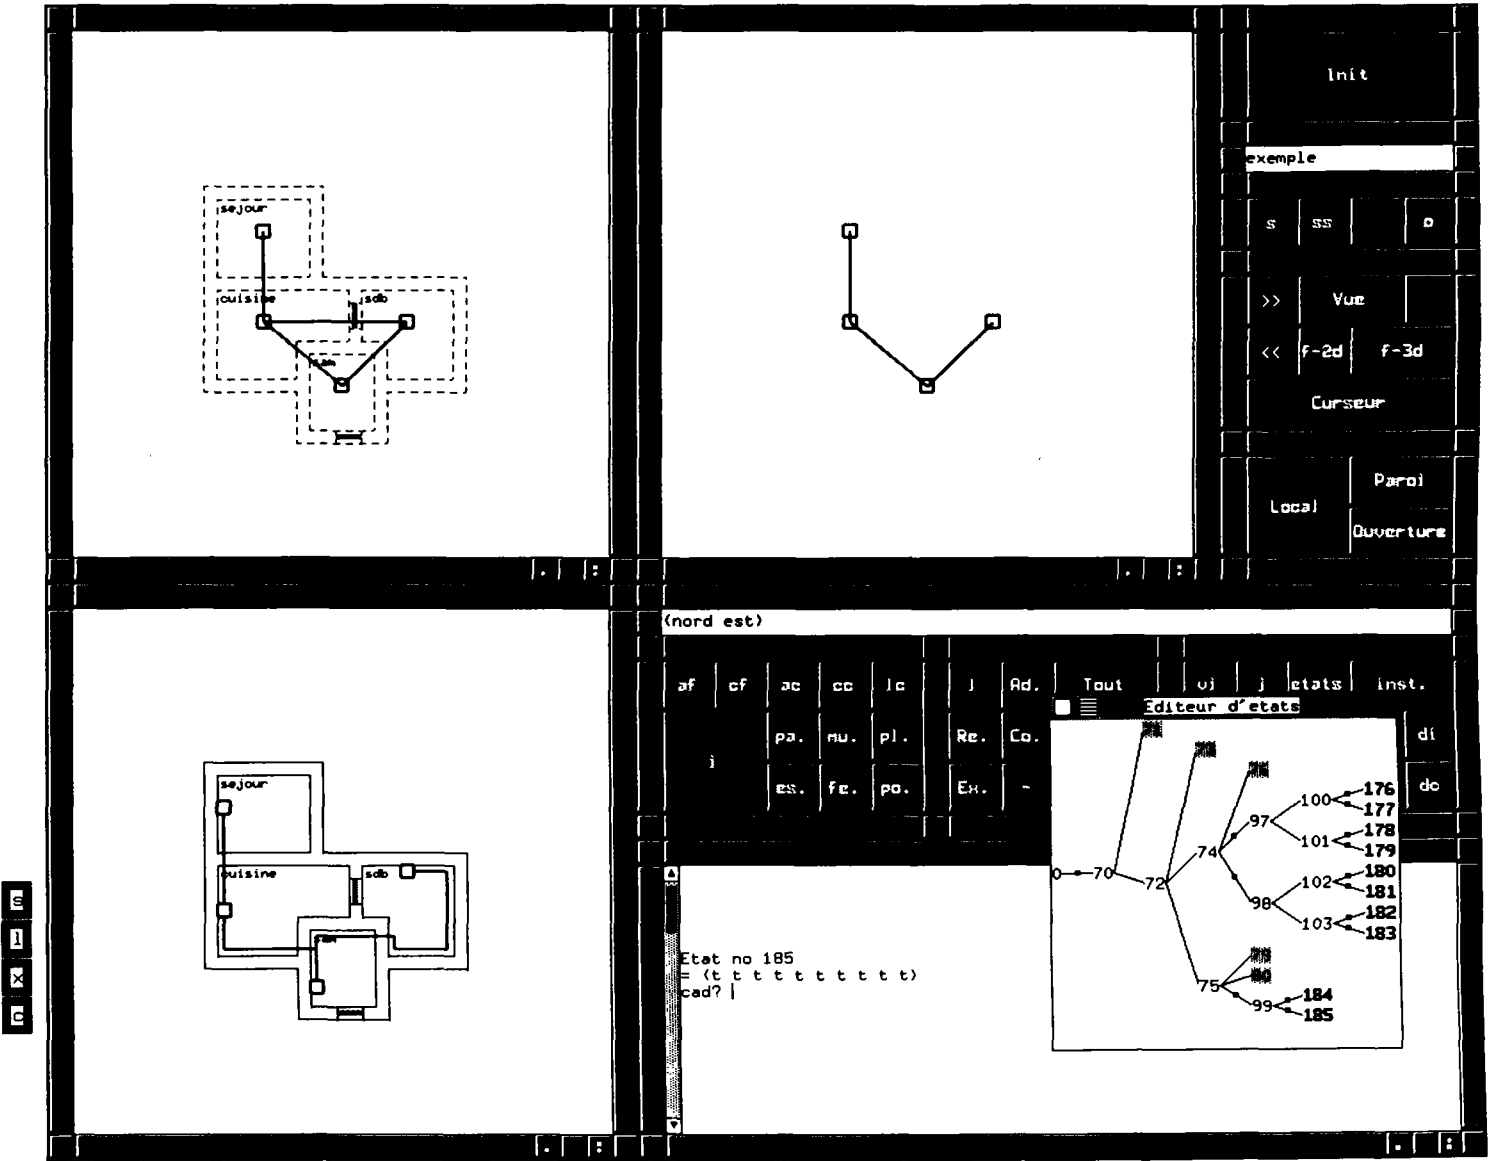 Init
exemple
s ss o
>> Vue
<< f-2d f-3d
Curseur
Local
Paroi
Ouverture
sejour
cuisine sdb
(nord est)
af cf ac cc lc l Ad. Tout vi j etats inst.
pa. mu. pl. Re. Co. di
i
es. fe. po. Ex. - do
Editeur d'etats
100 176
97 177
101 178
74 179
0 70 72
102 180
98 181
103 182
183
75
99 184
185
sejour
cuisine sdb
Etat no 185
= (t t t t t t t t t t)
cad?
s
l
x
c